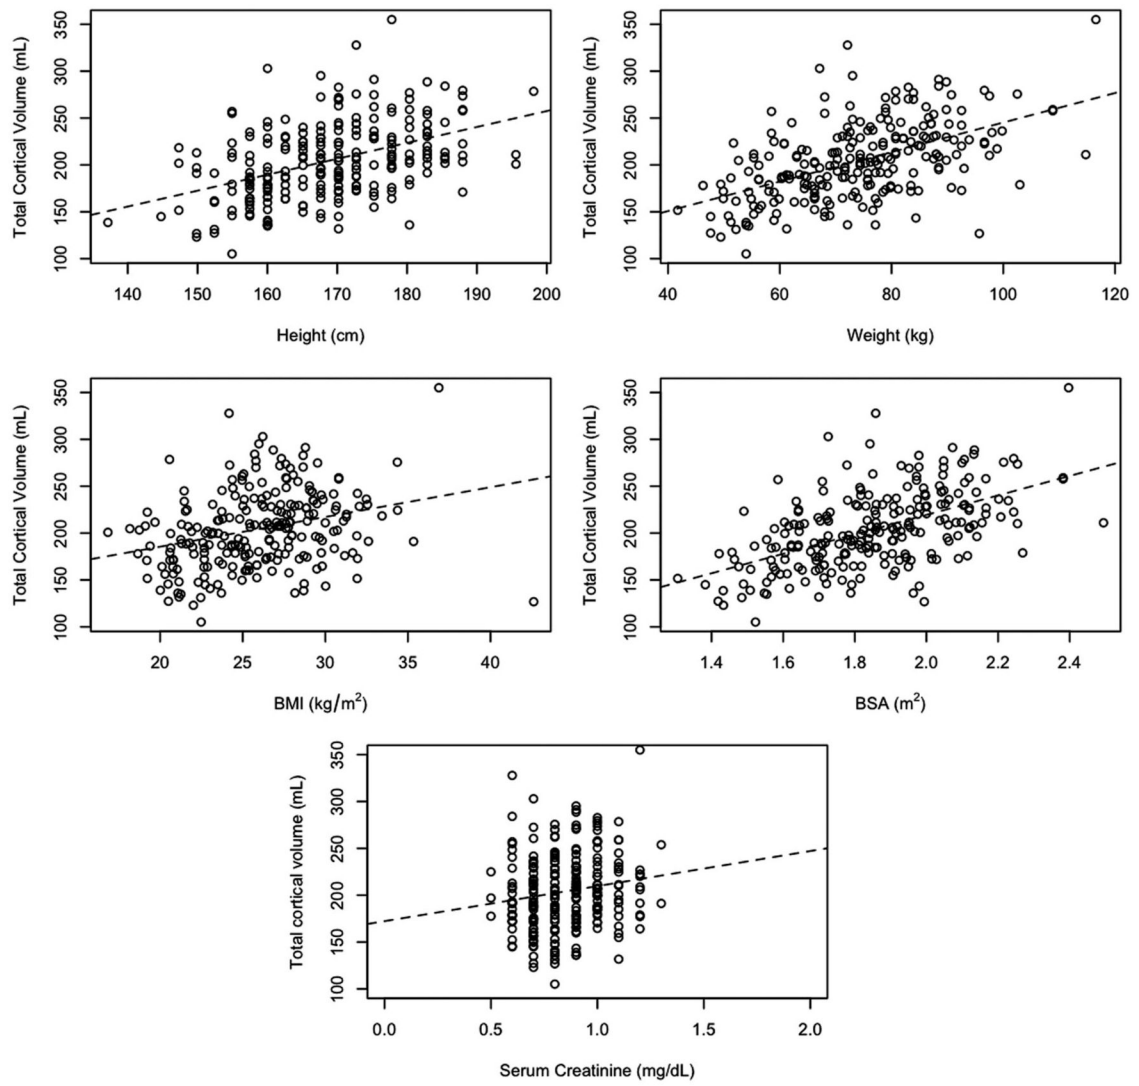 Total Cortical Volume (mL)
350
300
250
200
150
100
140 150 160 170 180 190 200
Height (cm)
Total Cortical Volume (mL)
350
300
250
200
150
100
40 60 80 100 120
Weight (kg)
Total Cortical Volume (mL)
350
300
250
200
150
100
20 25 30 35 40
BMI (kg/m²)
Total Cortical Volume (mL)
350
300
250
200
150
100
1.4 1.6 1.8 2.0 2.2 2.4
BSA (m²)
Total cortical volume (mL)
350
300
250
200
150
100
0.0 0.5 1.0 1.5 2.0
Serum Creatinine (mg/dL)